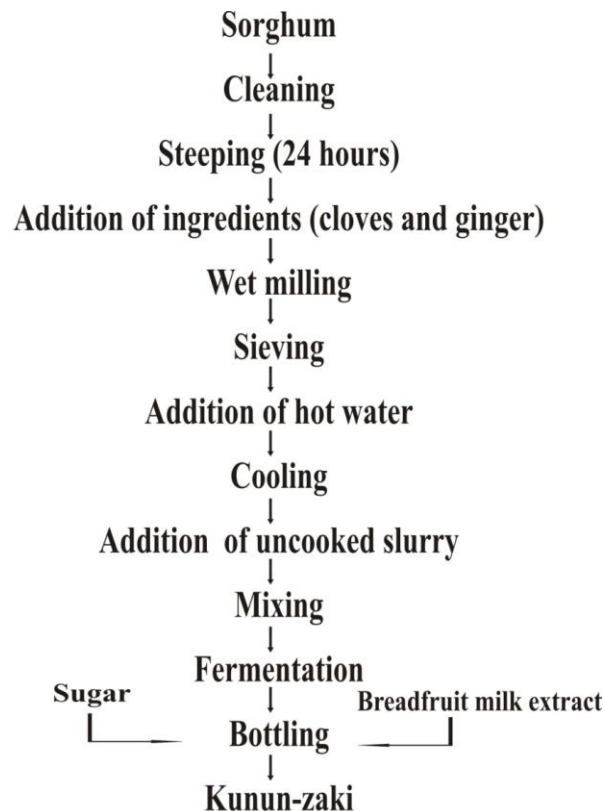 Sorghum
Cleaning
Steeping (24 hours)
Addition of ingredients (cloves and ginger)
Wet milling
Sieving
Addition of hot water
Cooling
Addition of uncooked slurry
Mixing
Fermentation
Sugar
Breadfruit milk extract
Bottling
Kunun-zaki